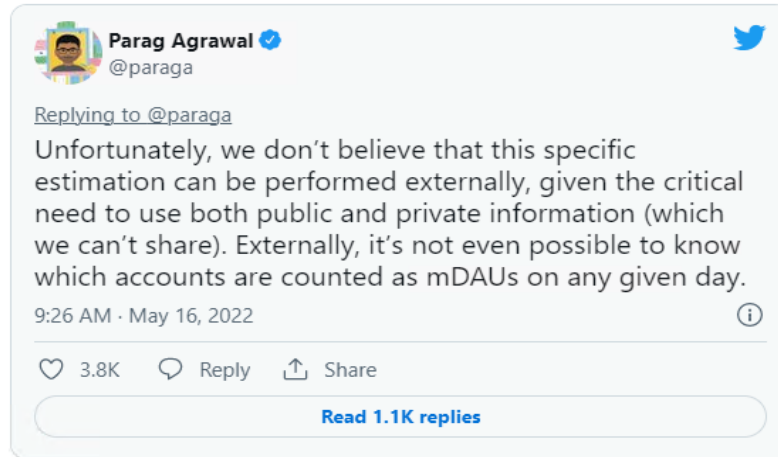 Parag Agrawal
@paraga
Replying to @paraga
Unfortunately, we don’t believe that this specific
estimation can be performed externally, given the critical
need to use both public and private information (which
we can’t share). Externally, it’s not even possible to know
which accounts are counted as mDAUs on any given day.
9:26 AM · May 16, 2022
3.8K Reply Share
Read 1.1K replies